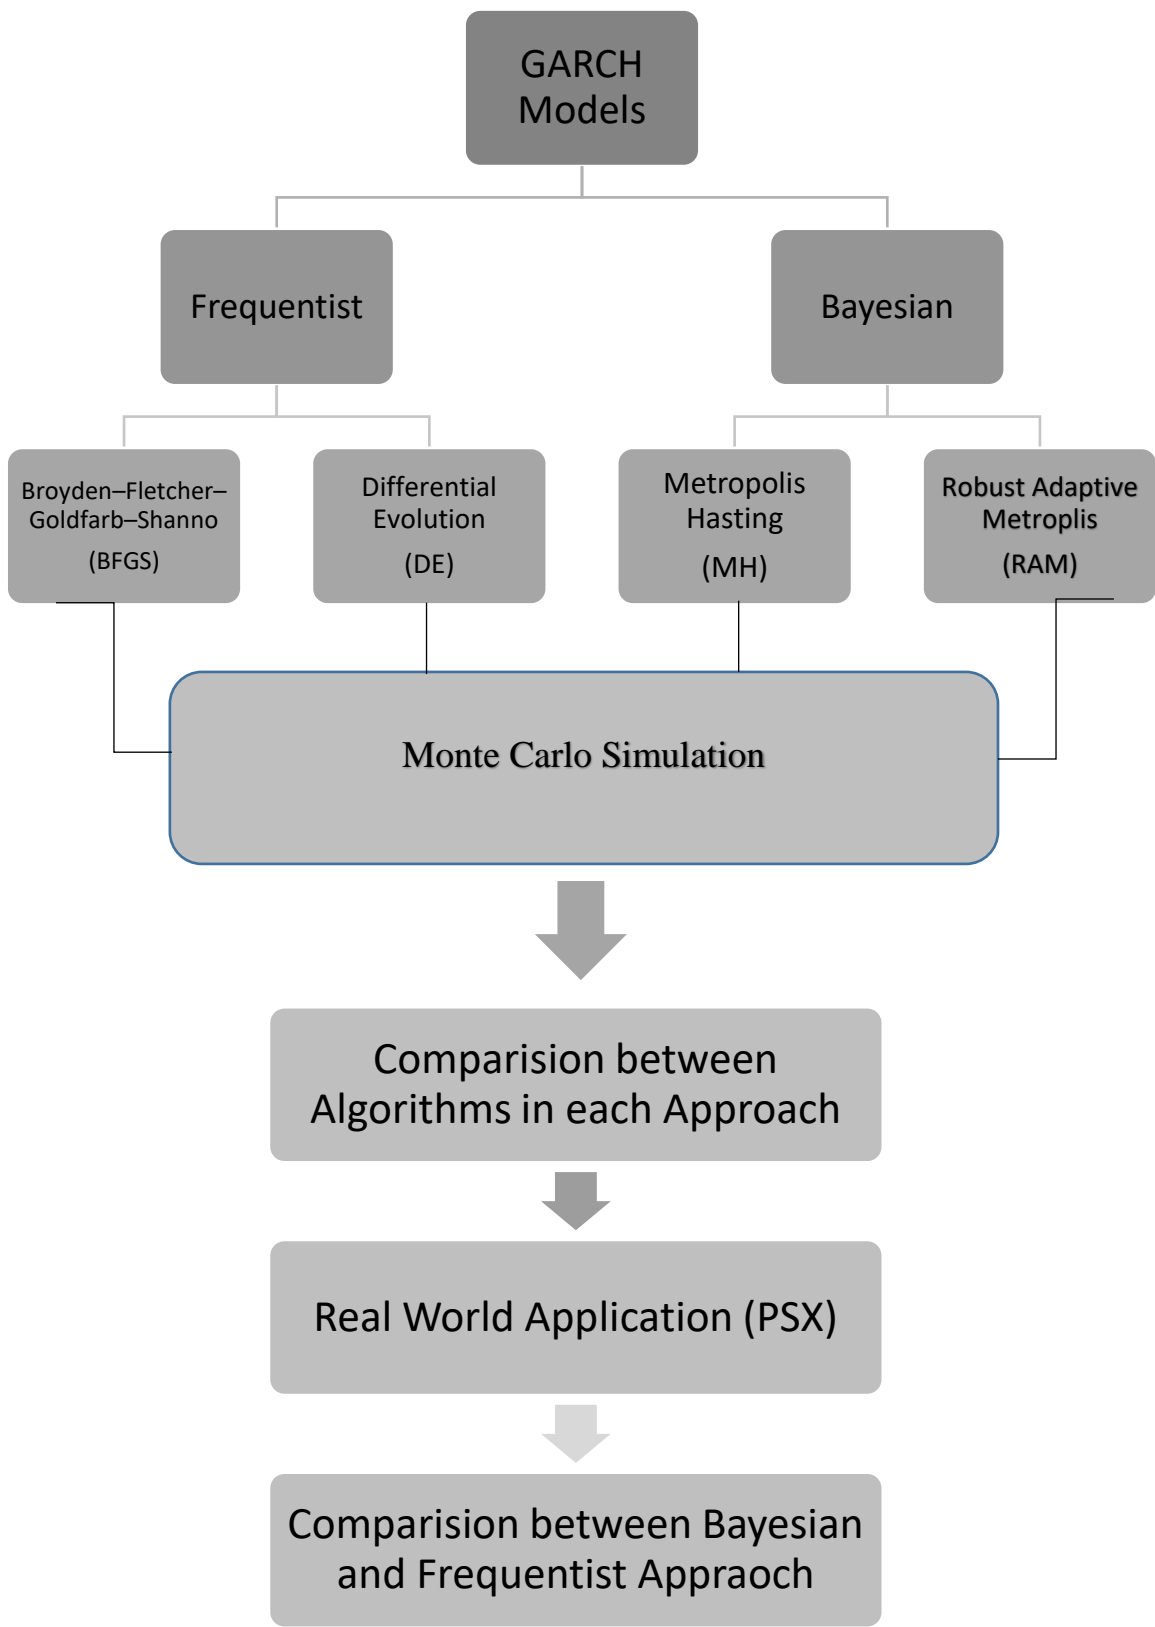 GARCH
Models
Frequentist
Bayesian
Broyden–Fletcher–
Goldfarb–Shanno
(BFGS)
Differential
Evolution
(DE)
Metropolis
Hasting
(MH)
Robust Adaptive
Metroplis
(RAM)
Monte Carlo Simulation
Comparision between
Algorithms in each Approach
Real World Application (PSX)
Comparision between Bayesian
and Frequentist Appraoch